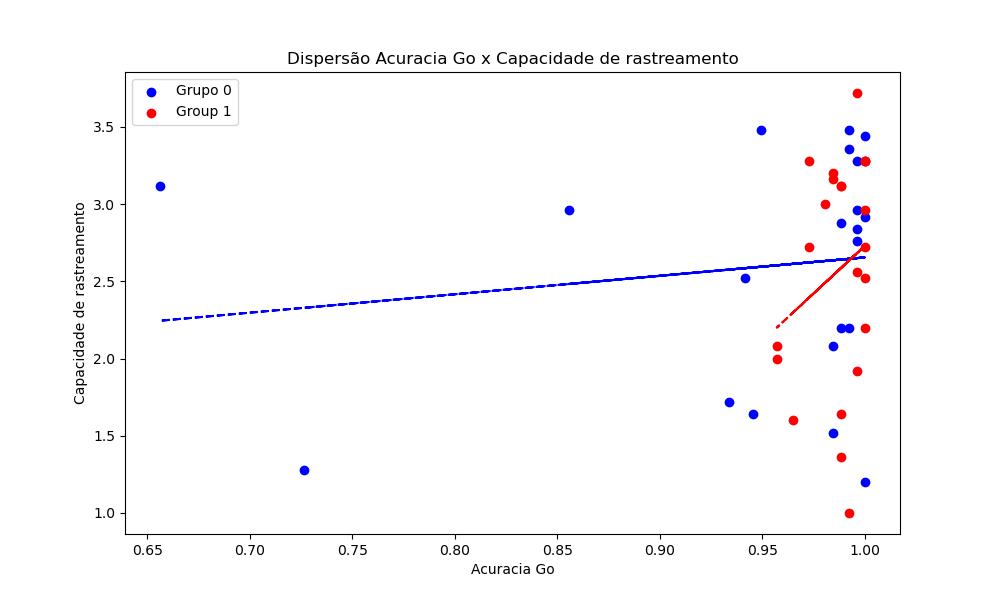 Dispersão Acuracia Go x Capacidade de rastreamento
Grupo 0
Group 1
Capacidade de rastreamento
3.5
3.0
2.5
2.0
1.5
1.0
0.65 0.70 0.75 0.80 0.85 0.90 0.95 1.00
Acuracia Go